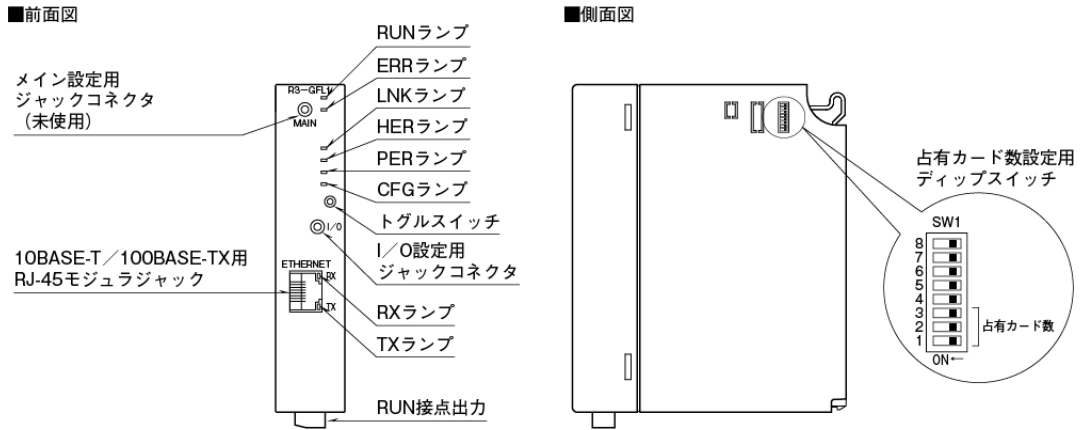 ■前面図
RUNランプ
ERRランプ
LNKランプ
HERランプ
PERランプ
CFGランプ
トグルスイッチ
I/O設定用
ジャックコネクタ
RXランプ
TXランプ
RUN接点出力
メイン設定用
ジャックコネクタ
（未使用）
10BASE-T／100BASE-TX用
RJ-45モジュラジャック
R3-GFL1
MAIN
I/O
ETHERNET
RX
TX
■側面図
占有カード数設定用
ディップスイッチ
SW1
8
7
6
5
4
3
2
1
占有カード数
ON←